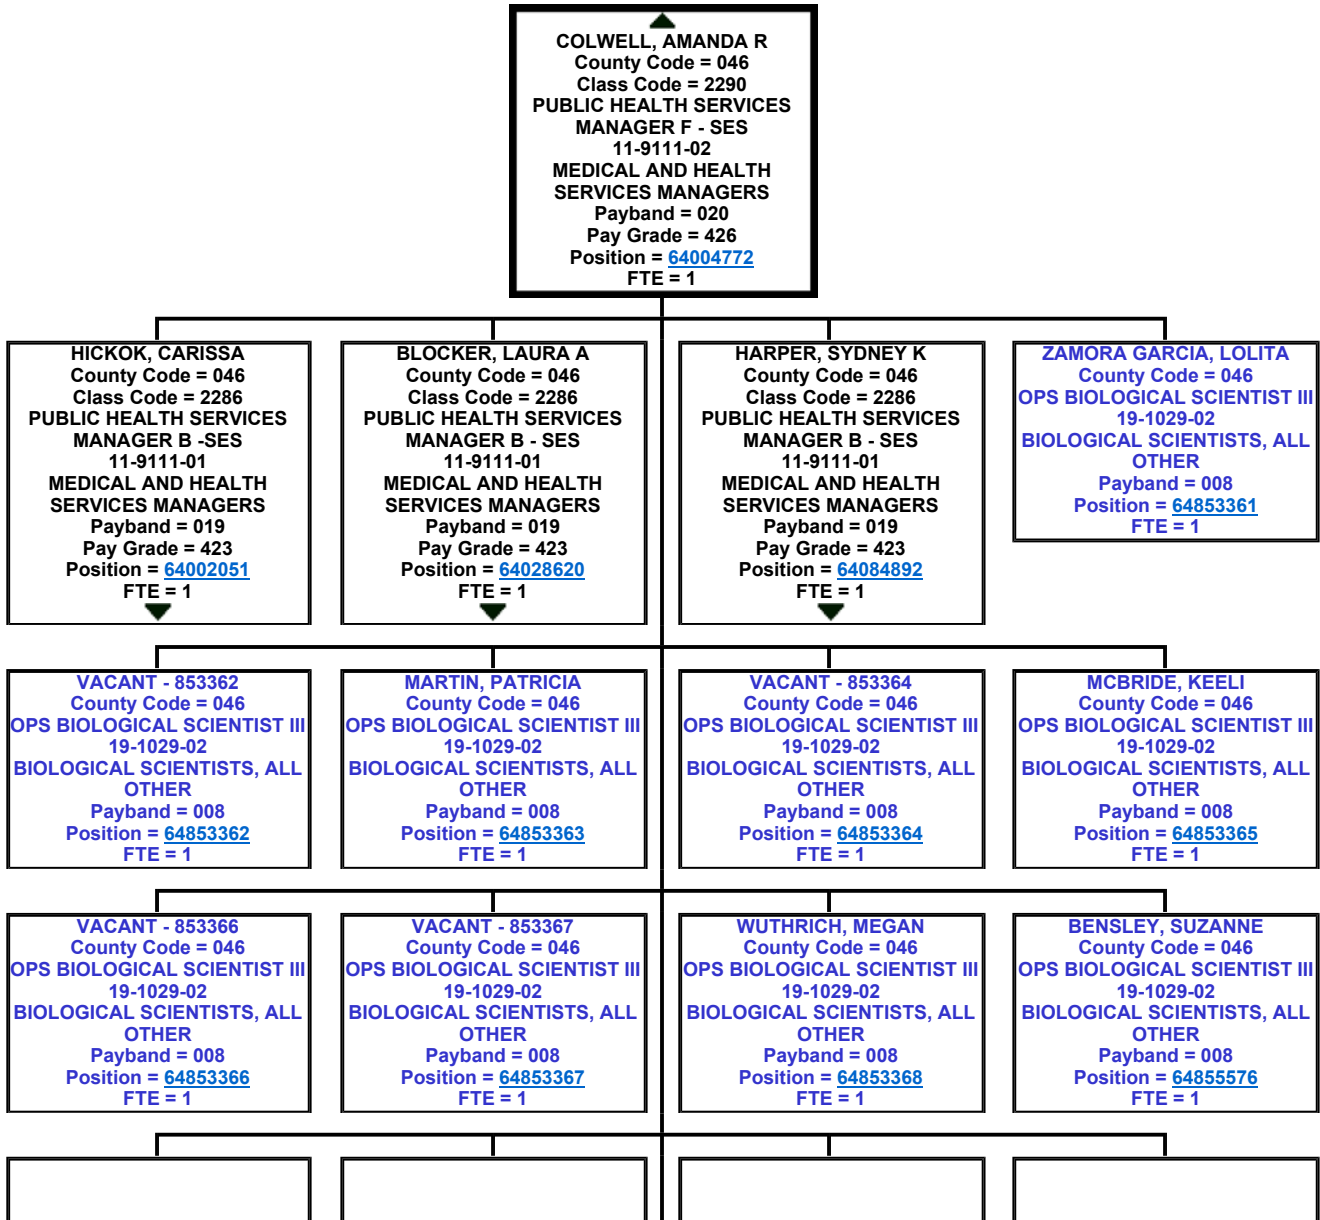 COLWELL, AMANDA R
County Code = 046
Class Code = 2290
PUBLIC HEALTH SERVICES
MANAGER F - SES
11-9111-02
MEDICAL AND HEALTH
SERVICES MANAGERS
Payband = 020
Pay Grade = 426
Position = 64004772
FTE = 1
HICKOK, CARISSA
County Code = 046
Class Code = 2286
PUBLIC HEALTH SERVICES
MANAGER B -SES
11-9111-01
MEDICAL AND HEALTH
SERVICES MANAGERS
Payband = 019
Pay Grade = 423
Position = 64002051
FTE = 1
BLOCKER, LAURA A
County Code = 046
Class Code = 2286
PUBLIC HEALTH SERVICES
MANAGER B - SES
11-9111-01
MEDICAL AND HEALTH
SERVICES MANAGERS
Payband = 019
Pay Grade = 423
Position = 64028620
FTE = 1
HARPER, SYDNEY K
County Code = 046
Class Code = 2286
PUBLIC HEALTH SERVICES
MANAGER B - SES
11-9111-01
MEDICAL AND HEALTH
SERVICES MANAGERS
Payband = 019
Pay Grade = 423
Position = 64084892
FTE = 1
ZAMORA GARCIA, LOLITA
County Code = 046
OPS BIOLOGICAL SCIENTIST III
19-1029-02
BIOLOGICAL SCIENTISTS, ALL
OTHER
Payband = 008
Position = 64853361
FTE = 1
VACANT - 853362
County Code = 046
OPS BIOLOGICAL SCIENTIST III
19-1029-02
BIOLOGICAL SCIENTISTS, ALL
OTHER
Payband = 008
Position = 64853362
FTE = 1
MARTIN, PATRICIA
County Code = 046
OPS BIOLOGICAL SCIENTIST III
19-1029-02
BIOLOGICAL SCIENTISTS, ALL
OTHER
Payband = 008
Position = 64853363
FTE = 1
VACANT - 853364
County Code = 046
OPS BIOLOGICAL SCIENTIST III
19-1029-02
BIOLOGICAL SCIENTISTS, ALL
OTHER
Payband = 008
Position = 64853364
FTE = 1
MCBRIDE, KEELI
County Code = 046
OPS BIOLOGICAL SCIENTIST III
19-1029-02
BIOLOGICAL SCIENTISTS, ALL
OTHER
Payband = 008
Position = 64853365
FTE = 1
VACANT - 853366
County Code = 046
OPS BIOLOGICAL SCIENTIST III
19-1029-02
BIOLOGICAL SCIENTISTS, ALL
OTHER
Payband = 008
Position = 64853366
FTE = 1
VACANT - 853367
County Code = 046
OPS BIOLOGICAL SCIENTIST III
19-1029-02
BIOLOGICAL SCIENTISTS, ALL
OTHER
Payband = 008
Position = 64853367
FTE = 1
WUTHRICH, MEGAN
County Code = 046
OPS BIOLOGICAL SCIENTIST III
19-1029-02
BIOLOGICAL SCIENTISTS, ALL
OTHER
Payband = 008
Position = 64853368
FTE = 1
BENSLEY, SUZANNE
County Code = 046
OPS BIOLOGICAL SCIENTIST III
19-1029-02
BIOLOGICAL SCIENTISTS, ALL
OTHER
Payband = 008
Position = 64855576
FTE = 1